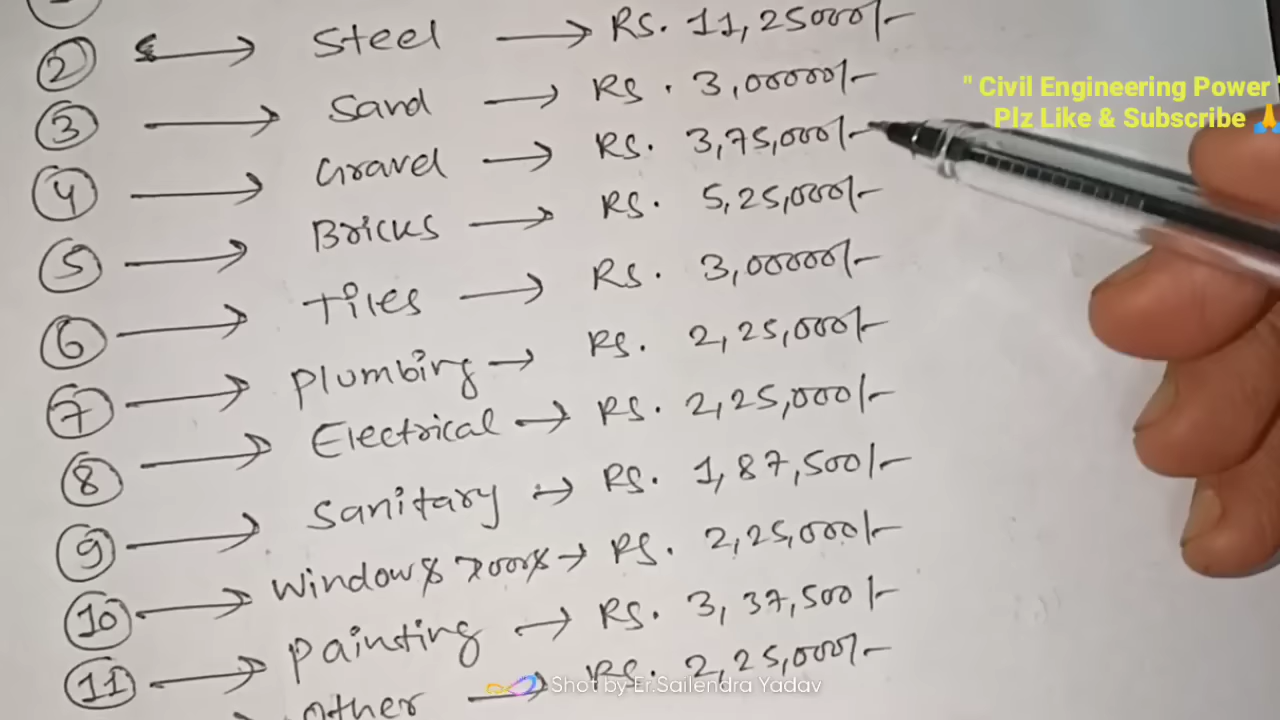 2 → Steel → Rs. 11,25000/-
3 → Sand → Rs. 3,00000/-
4 → Gravel → Rs. 3,75,000/-
5 → Bricks → Rs. 5,25,000/-
6 → Tiles → Rs. 3,00000/-
7 → Plumbing → Rs. 2,25,000/-
8 → Electrical → Rs. 2,25,000/-
9 → Sanitary → Rs. 1,87,500/-
10 → Window & → Rs. 2,25,000/-
11 → Painting → Rs. 3,37,500/-
Other → Rs. 2,25,000/-
" Civil Engineering Power "
Plz Like & Subscribe 🙏
Shot by Er.Sailendra Yadav